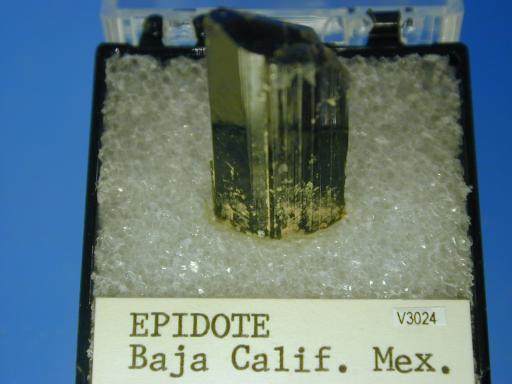 EPIDOTE
V3024
Baja Calif. Mex.